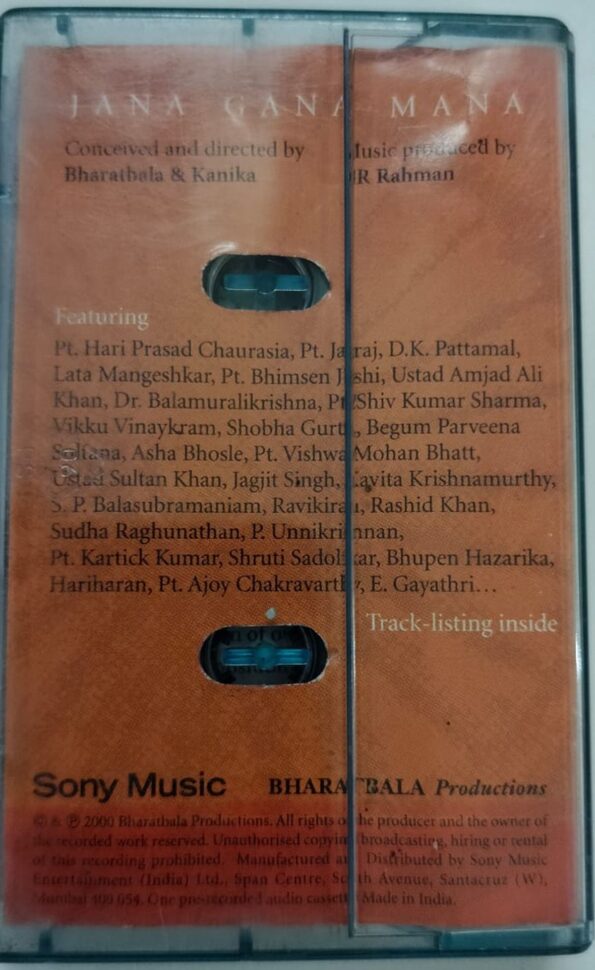 JANA GANA MANA
Conceived and directed by Music produced by
Bharatbala & Kanika R Rahman
Featuring
Pt. Hari Prasad Chaurasia, Pt. Jasraj, D.K. Pattamal,
Lata Mangeshkar, Pt. Bhimsen Joshi, Ustad Amjad Ali
Khan, Dr. Balamuralikrishna, Pt. Shiv Kumar Sharma,
Vikku Vinaykram, Shobha Gurtu, Begum Parveena
Sultana, Asha Bhosle, Pt. Vishwa Mohan Bhatt,
Ustad Sultan Khan, Jagjit Singh, Kavita Krishnamurthy,
S. P. Balasubramaniam, Ravikiran, Rashid Khan,
Sudha Raghunathan, P. Unnikrishnan,
Pt. Kartick Kumar, Shruti Sadolikar, Bhupen Hazarika,
Hariharan, Pt. Ajoy Chakravarthy, E. Gayathri...
Track-listing inside
Sony Music BHARATBALA Productions
© & ℗ 2000 Bharatbala Productions. All rights of the producer and the owner of
the recorded work reserved. Unauthorised copying broadcasting, hiring or rental
of this recording prohibited. Manufactured and Distributed by Sony Music
Entertainment (India) Ltd., Span Centre, South Avenue, Santacruz (W),
Mumbai 400 054. One pre-recorded audio cassette Made in India.